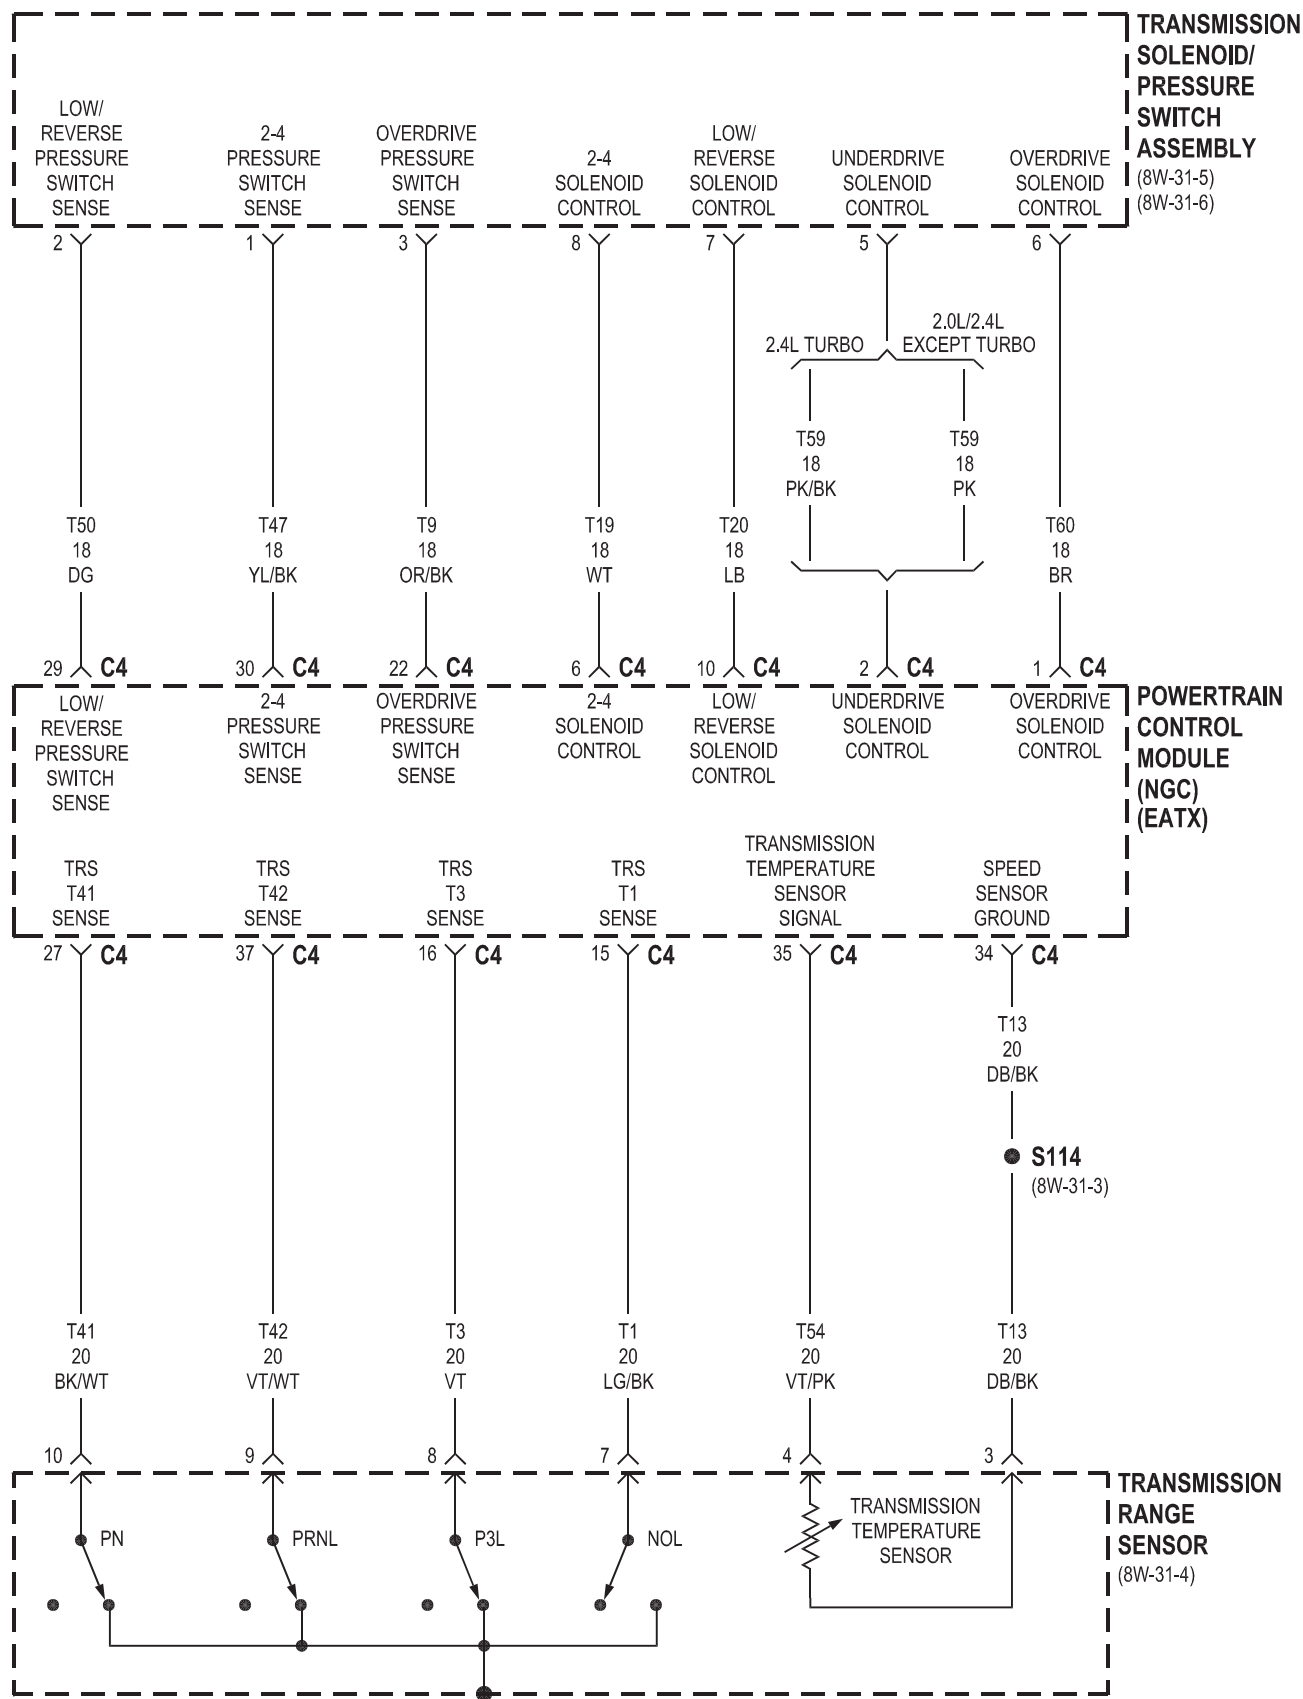 TRANSMISSION
SOLENOID/
PRESSURE
SWITCH
ASSEMBLY
(8W-31-5)
(8W-31-6)
LOW/
REVERSE
PRESSURE
SWITCH
SENSE
2-4
PRESSURE
SWITCH
SENSE
OVERDRIVE
PRESSURE
SWITCH
SENSE
2-4
SOLENOID
CONTROL
LOW/
REVERSE
SOLENOID
CONTROL
UNDERDRIVE
SOLENOID
CONTROL
OVERDRIVE
SOLENOID
CONTROL
2
1
3
8
7
5
6
2.4L TURBO
2.0L/2.4L
EXCEPT TURBO
T59
18
PK/BK
T59
18
PK
T50
18
DG
T47
18
YL/BK
T9
18
OR/BK
T19
18
WT
T20
18
LB
T60
18
BR
29 C4
30 C4
22 C4
6 C4
10 C4
2 C4
1 C4
POWERTRAIN
CONTROL
MODULE
(NGC)
(EATX)
LOW/
REVERSE
PRESSURE
SWITCH
SENSE
2-4
PRESSURE
SWITCH
SENSE
OVERDRIVE
PRESSURE
SWITCH
SENSE
2-4
SOLENOID
CONTROL
LOW/
REVERSE
SOLENOID
CONTROL
UNDERDRIVE
SOLENOID
CONTROL
OVERDRIVE
SOLENOID
CONTROL
TRS
T41
SENSE
TRS
T42
SENSE
TRS
T3
SENSE
TRS
T1
SENSE
TRANSMISSION
TEMPERATURE
SENSOR
SIGNAL
SPEED
SENSOR
GROUND
27 C4
37 C4
16 C4
15 C4
35 C4
34 C4
T13
20
DB/BK
S114
(8W-31-3)
T41
20
BK/WT
T42
20
VT/WT
T3
20
VT
T1
20
LG/BK
T54
20
VT/PK
T13
20
DB/BK
10
9
8
7
4
3
TRANSMISSION
RANGE
SENSOR
(8W-31-4)
PN
PRNL
P3L
NOL
TRANSMISSION
TEMPERATURE
SENSOR